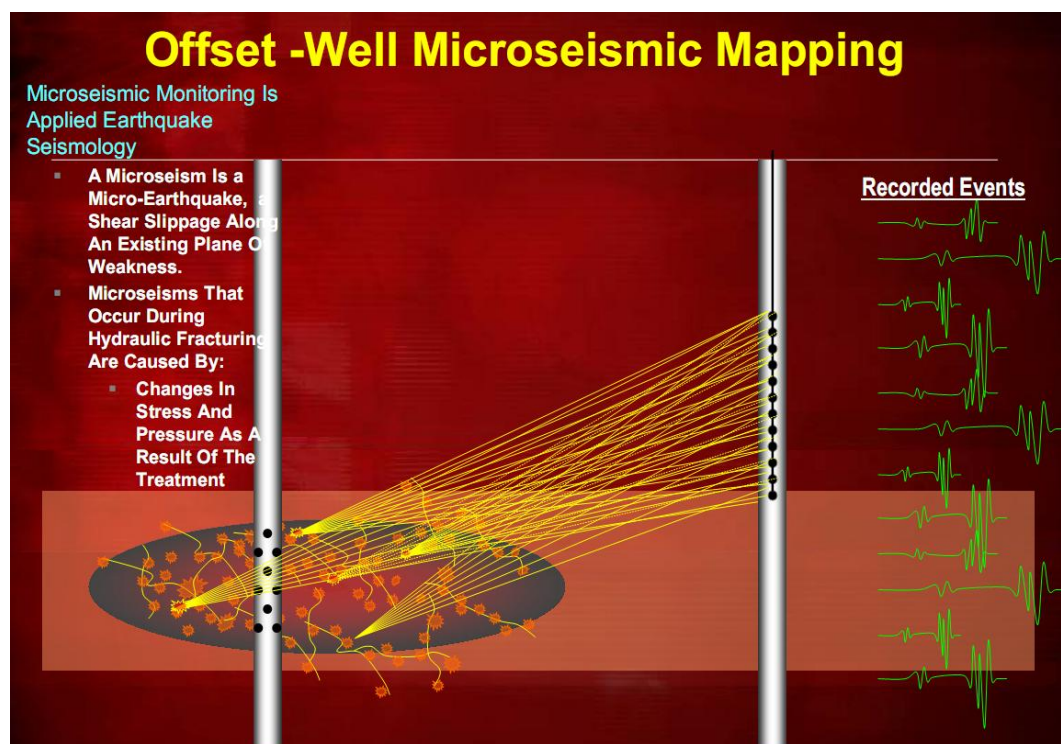 Offset -Well Microseismic Mapping
Microseismic Monitoring Is
Applied Earthquake
Seismology
A Microseism Is a
Micro-Earthquake, a
Shear Slippage Along
An Existing Plane Of
Weakness.
Microseisms That
Occur During
Hydraulic Fracturing
Are Caused By:
Changes In
Stress And
Pressure As A
Result Of The
Treatment
Recorded Events